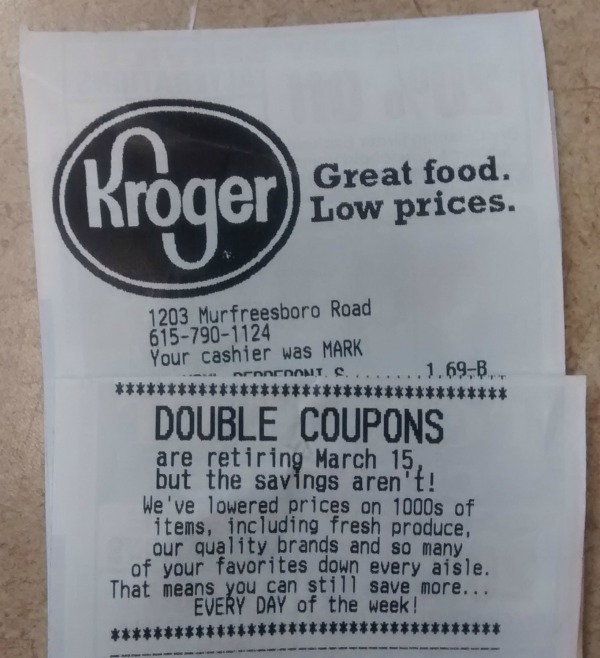 Kroger
Great food.
Low prices.
1203 Murfreesboro Road
615-790-1124
Your cashier was MARK
PEPPERONI S........ 1.69-B
***************************************
DOUBLE COUPONS
are retiring March 15,
but the savings aren't!
We've lowered prices on 1000s of
items, including fresh produce,
our quality brands and so many
of your favorites down every aisle.
That means you can still save more...
EVERY DAY of the week!
***************************************